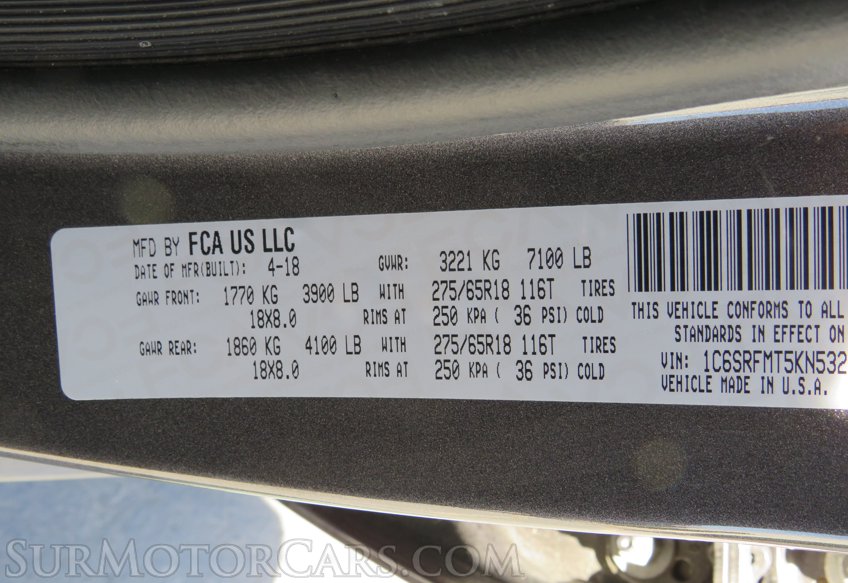 MFD BY FCA US LLC
DATE OF MFR(BUILT): 4-18 GVWR: 3221 KG 7100 LB
GAWR FRONT: 1770 KG 3900 LB WITH 275/65R18 116T TIRES
18X8.0 RIMS AT 250 KPA ( 36 PSI) COLD
GAWR REAR: 1860 KG 4100 LB WITH 275/65R18 116T TIRES
18X8.0 RIMS AT 250 KPA ( 36 PSI) COLD
THIS VEHICLE CONFORMS TO ALL
STANDARDS IN EFFECT ON
VIN: 1C6SRFMT5KN532
VEHICLE MADE IN U.S.A.
SurMotorCars.com